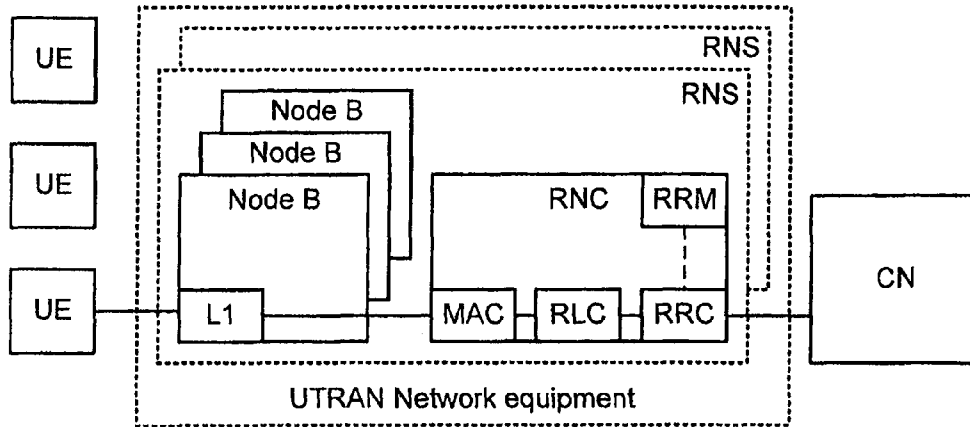 UE
UE
UE
RNS
RNS
Node B
Node B
Node B
L1
RNC
RRM
MAC
RLC
RRC
CN
UTRAN Network equipment